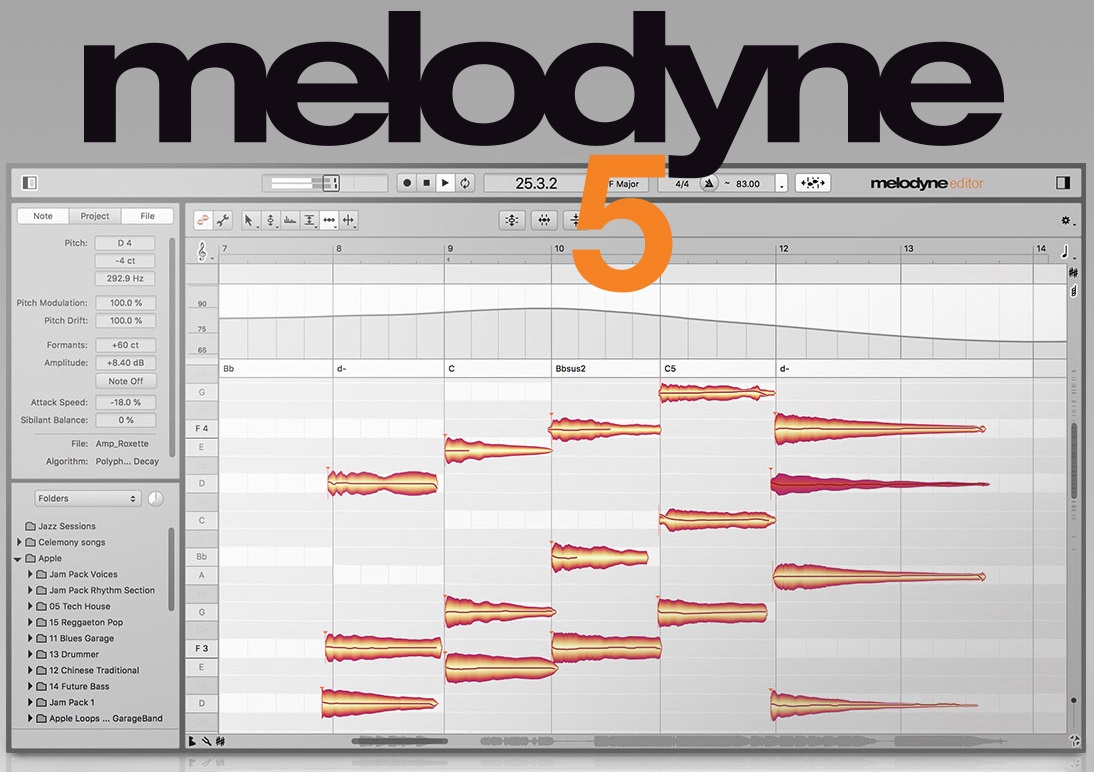 melodyne
5
25.3.2
F Major
4/4
~ 83.00
melodyne editor
Note Project File
Pitch: D 4
-4 ct
292.9 Hz
Pitch Modulation: 100.0 %
Pitch Drift: 100.0 %
Formants: +60 ct
Amplitude: +8.40 dB
Note Off
Attack Speed: -18.0 %
Sibilant Balance: 0 %
File: Amp_Roxette
Algorithm: Polyph... Decay
Folders
Jazz Sessions
Celemony songs
Apple
Jam Pack Voices
Jam Pack Rhythm Section
05 Tech House
15 Reggaeton Pop
11 Blues Garage
13 Drummer
12 Chinese Traditional
14 Future Bass
Jam Pack 1
Apple Loops ... GarageBand
7 8 9 10 12 13 14
90
75
65
Bb d- C Bbsus2 C5 d-
G
F 4
E
D
C
Bb
A
G
F 3
E
D